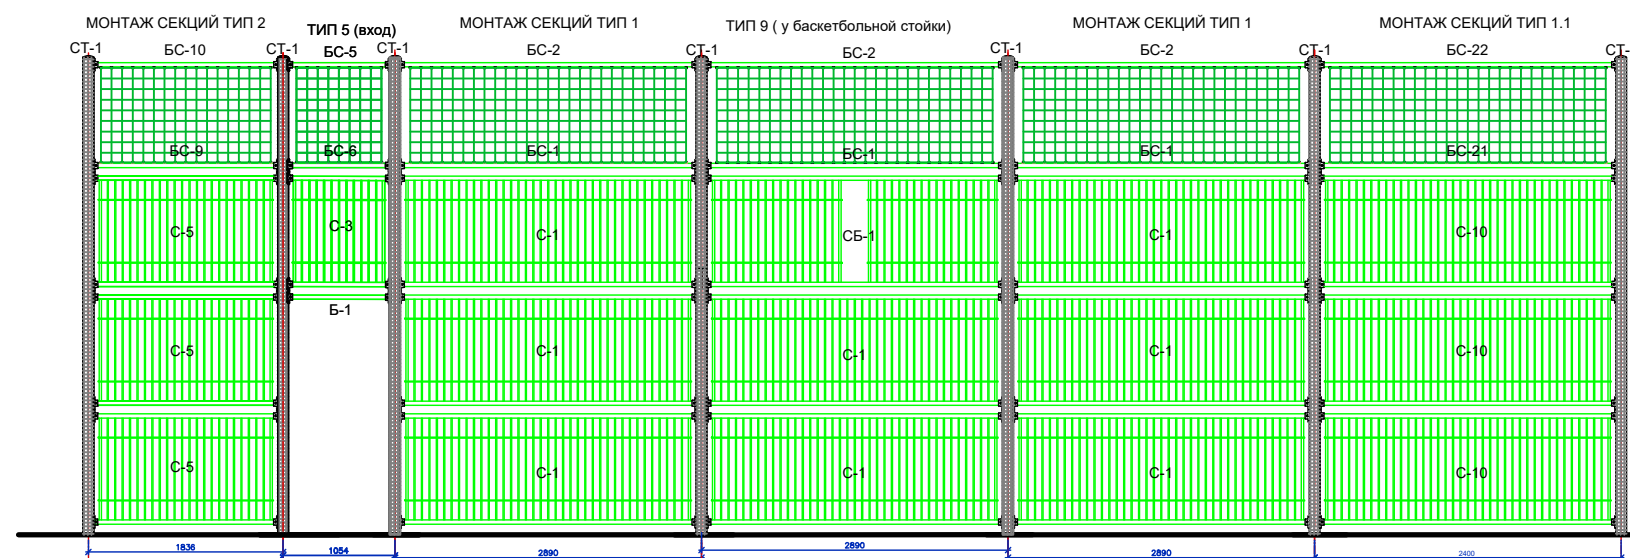 МОНТАЖ СЕКЦИЙ ТИП 2
ТИП 5 (вход)
МОНТАЖ СЕКЦИЙ ТИП 1
ТИП 9 ( у баскетбольной стойки)
МОНТАЖ СЕКЦИЙ ТИП 1
МОНТАЖ СЕКЦИЙ ТИП 1.1
СТ-1
БС-10
СТ-1
БС-5
СТ-1
БС-2
СТ-1
БС-2
СТ-1
БС-2
СТ-1
БС-22
СТ-
БС-9
БС-6
БС-1
БС-1
БС-1
БС-21
С-5
С-3
С-1
СБ-1
С-1
С-10
Б-1
С-5
С-1
С-1
С-1
С-10
С-5
С-1
С-1
С-1
С-10
1836
1054
2890
2890
2890
2400